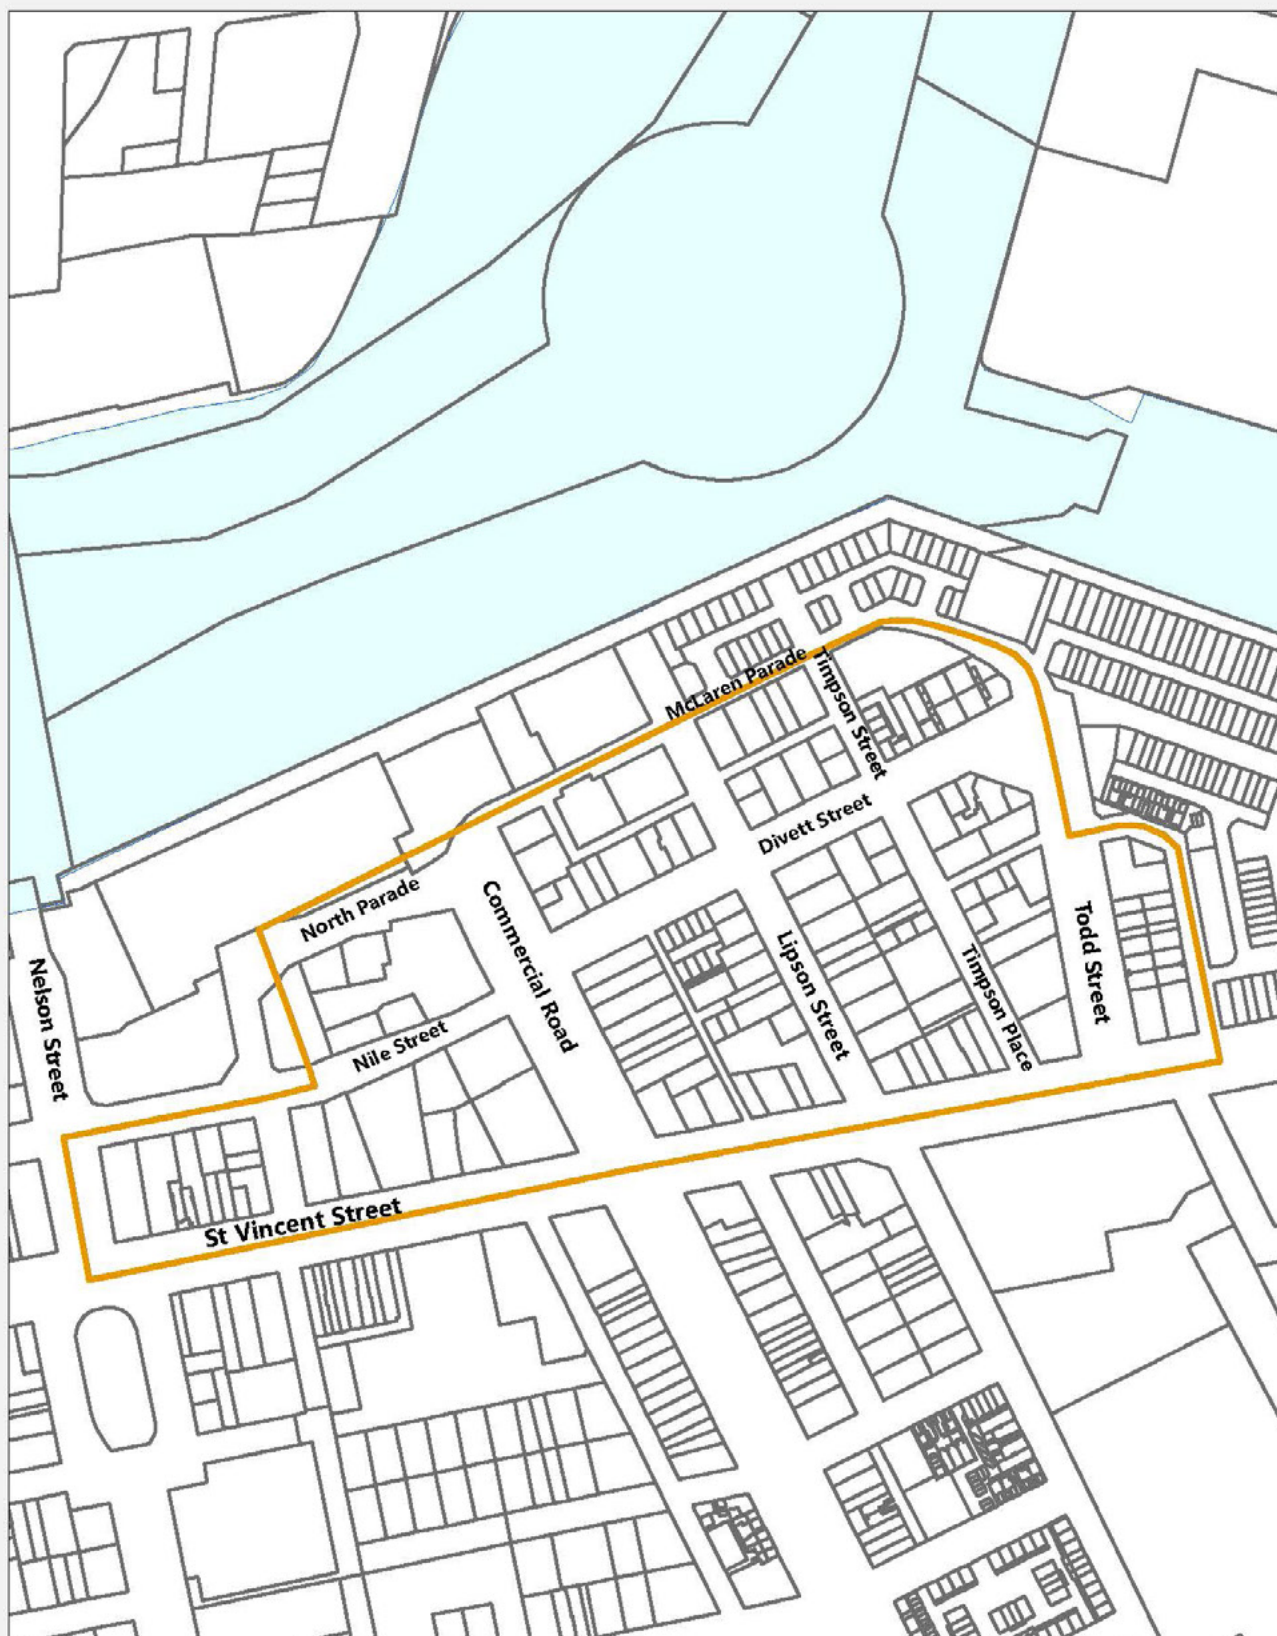 McLaren Parade
Timpson Street
Divett Street
North Parade
Commercial Road
Lipson Street
Timpson Place
Todd Street
Nelson Street
Nile Street
St Vincent Street